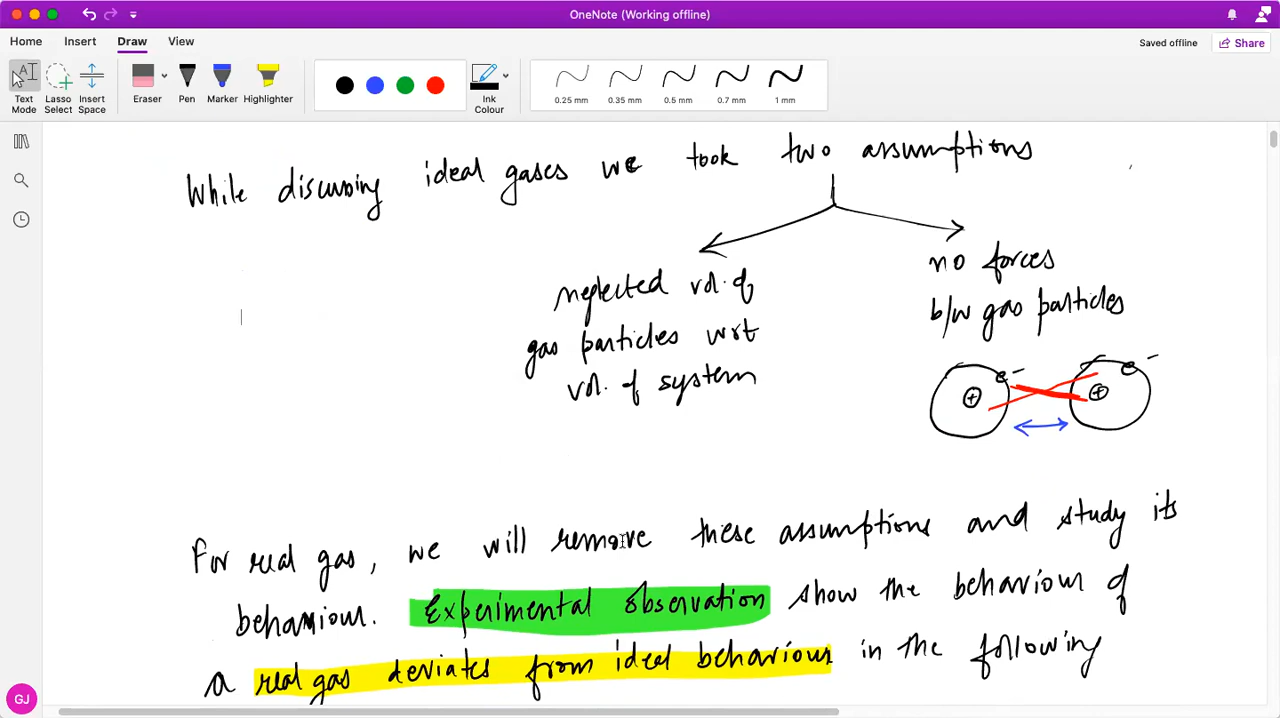 OneNote (Working offline)
Home Insert Draw View
Saved offline
Share
Text Mode
Lasso Select
Insert Space
Eraser
Pen
Marker
Highlighter
Ink Colour
0.25 mm
0.35 mm
0.5 mm
0.7 mm
1 mm
While discussing ideal gases we took two assumptions
neglected vol. of
gas particles wrt
vol. of system
no forces
b/w gas particles
e⁻ e⁻
+ +
For real gas, we will remove these assumptions and study its
behaviour. Experimental observation show the behaviour of
a real gas deviates from ideal behaviour in the following
GJ